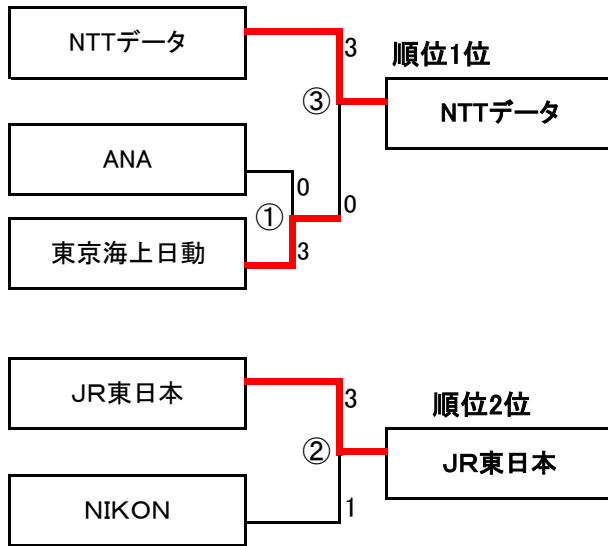 NTTデータ
3
順位1位
③
NTTデータ
ANA
0
①
0
東京海上日動
3
JR東日本
3
順位2位
②
JR東日本
NIKON
1